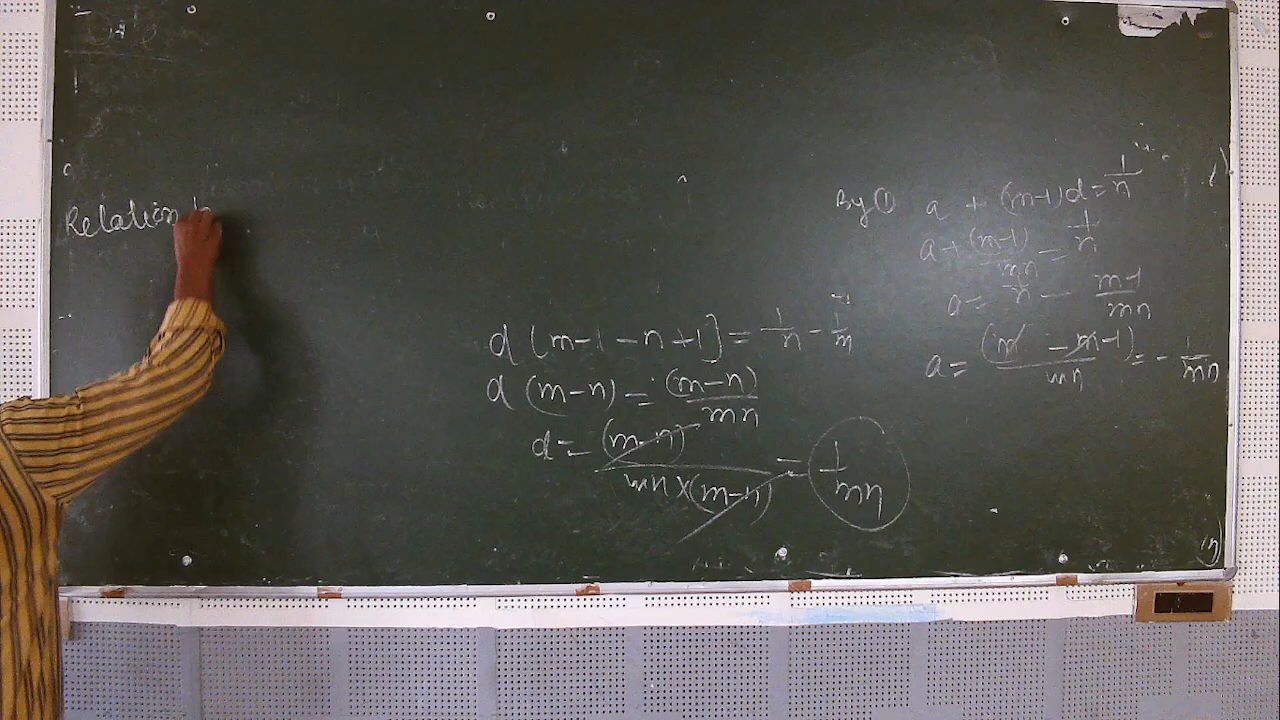 Relation b
d (m-1-n+1] = 1/n - 1/m
d (m-n) = (m-n)/mn
d = (m-n)/mn×(m-n) = 1/mn
By ① a + (m-1)d = 1/n
a + (m-1)/mn = 1/n
a = 1/n - m-1/mn
a = (m - m-1)/mn = - 1/mn